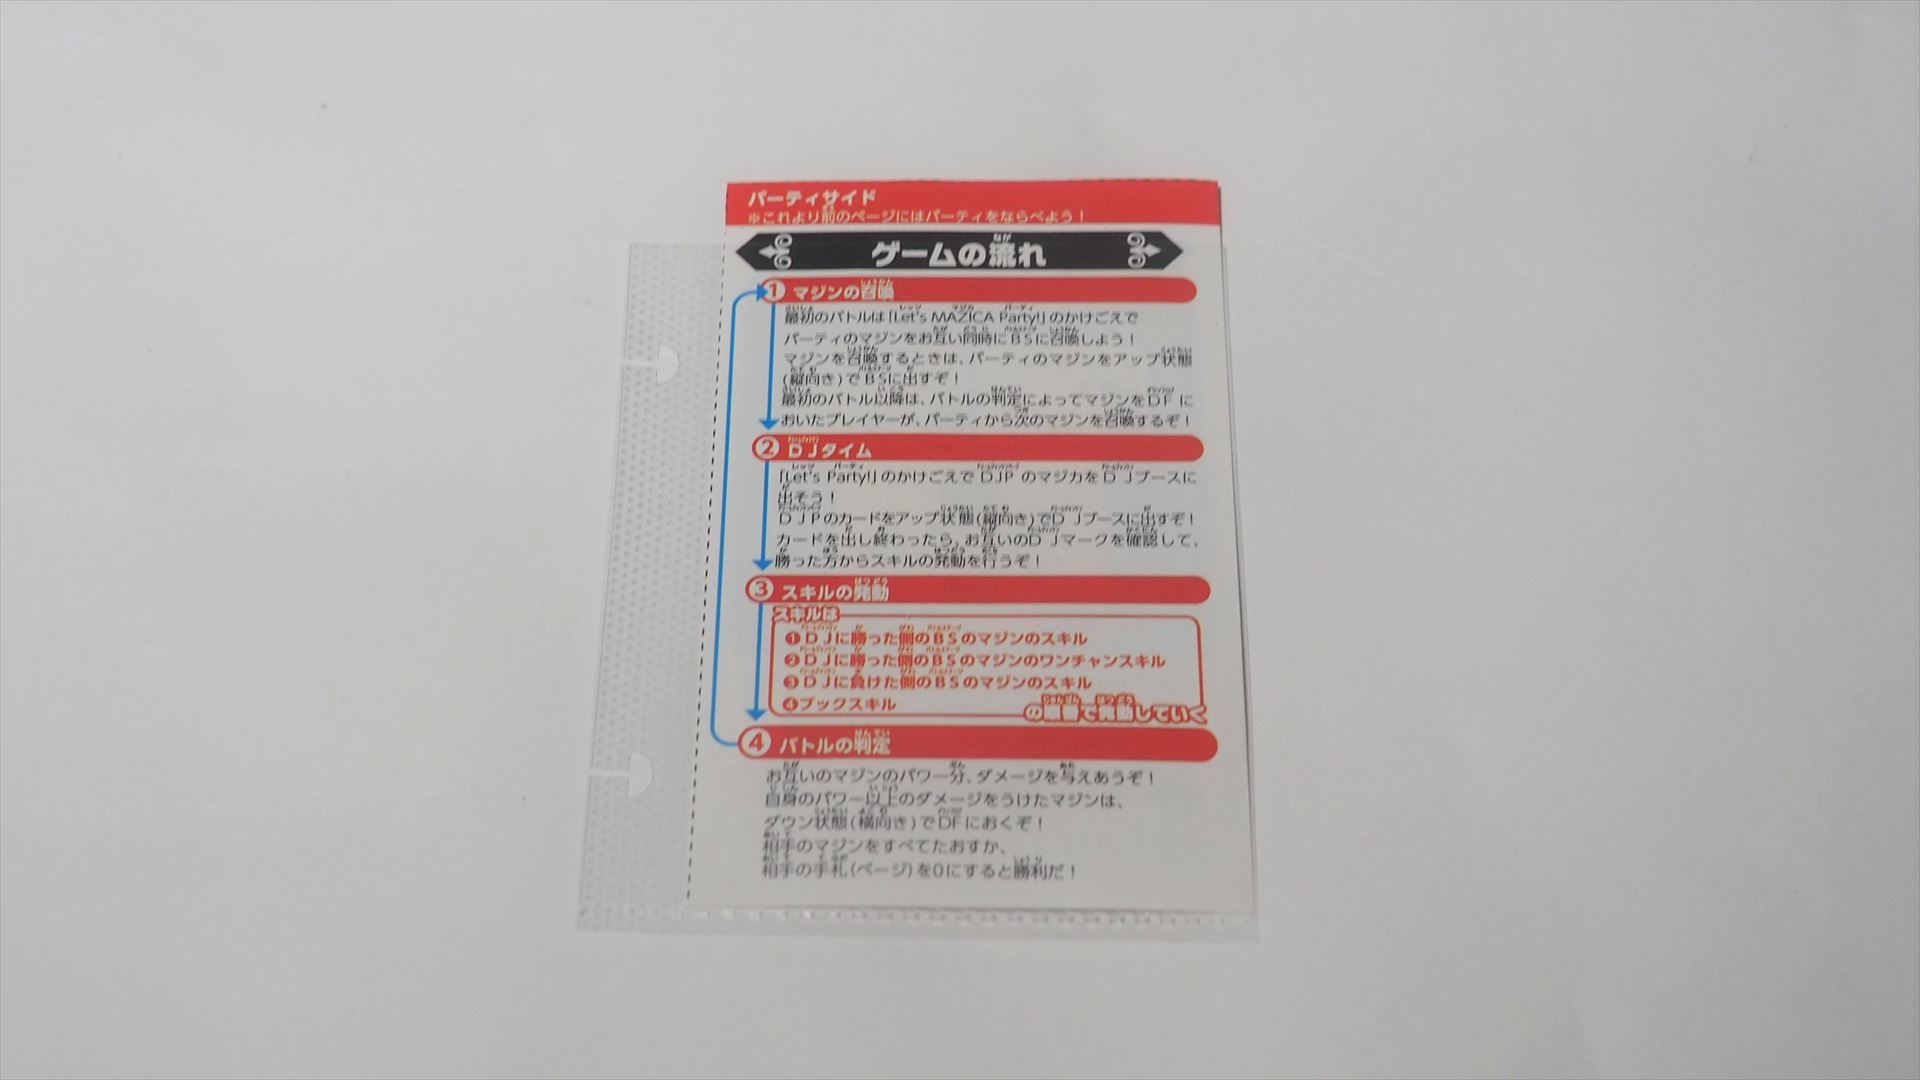 パーティサイド
※これより前のページにはパーティをならべよう！
ゲームの流れ
① マジンの召喚
最初のバトルは「Let's MAZICA Party!」のかけごえで
パーティのマジンをお互い同時にBSに召喚しよう！
マジンを召喚するときは、パーティのマジンをアップ状態
(縦向き)でBSに出すぞ！
最初のバトル以降は、バトルの判定によってマジンをDFに
おいたプレイヤーが、パーティから次のマジンを召喚するぞ！
② DJタイム
「Let's Party!」のかけごえでDJPのマジカをDJブースに
出そう！
DJPのカードをアップ状態(縦向き)でDJブースに出すぞ！
カードを出し終わったら、お互いのDJマークを確認して、
勝った方からスキルの発動を行うぞ！
③ スキルの発動
スキルは
❶DJに勝った側のBSのマジンのスキル
❷DJに勝った側のBSのマジンのワンチャンスキル
❸DJに負けた側のBSのマジンのスキル
❹ブックスキル
の順番で発動していく
④ バトルの判定
お互いのマジンのパワー分、ダメージを与えあうぞ！
自身のパワー以上のダメージをうけたマジンは、
ダウン状態(横向き)でDFにおくぞ！
相手のマジンをすべてたおすか、
相手の手札(ページ)を0にすると勝利だ！